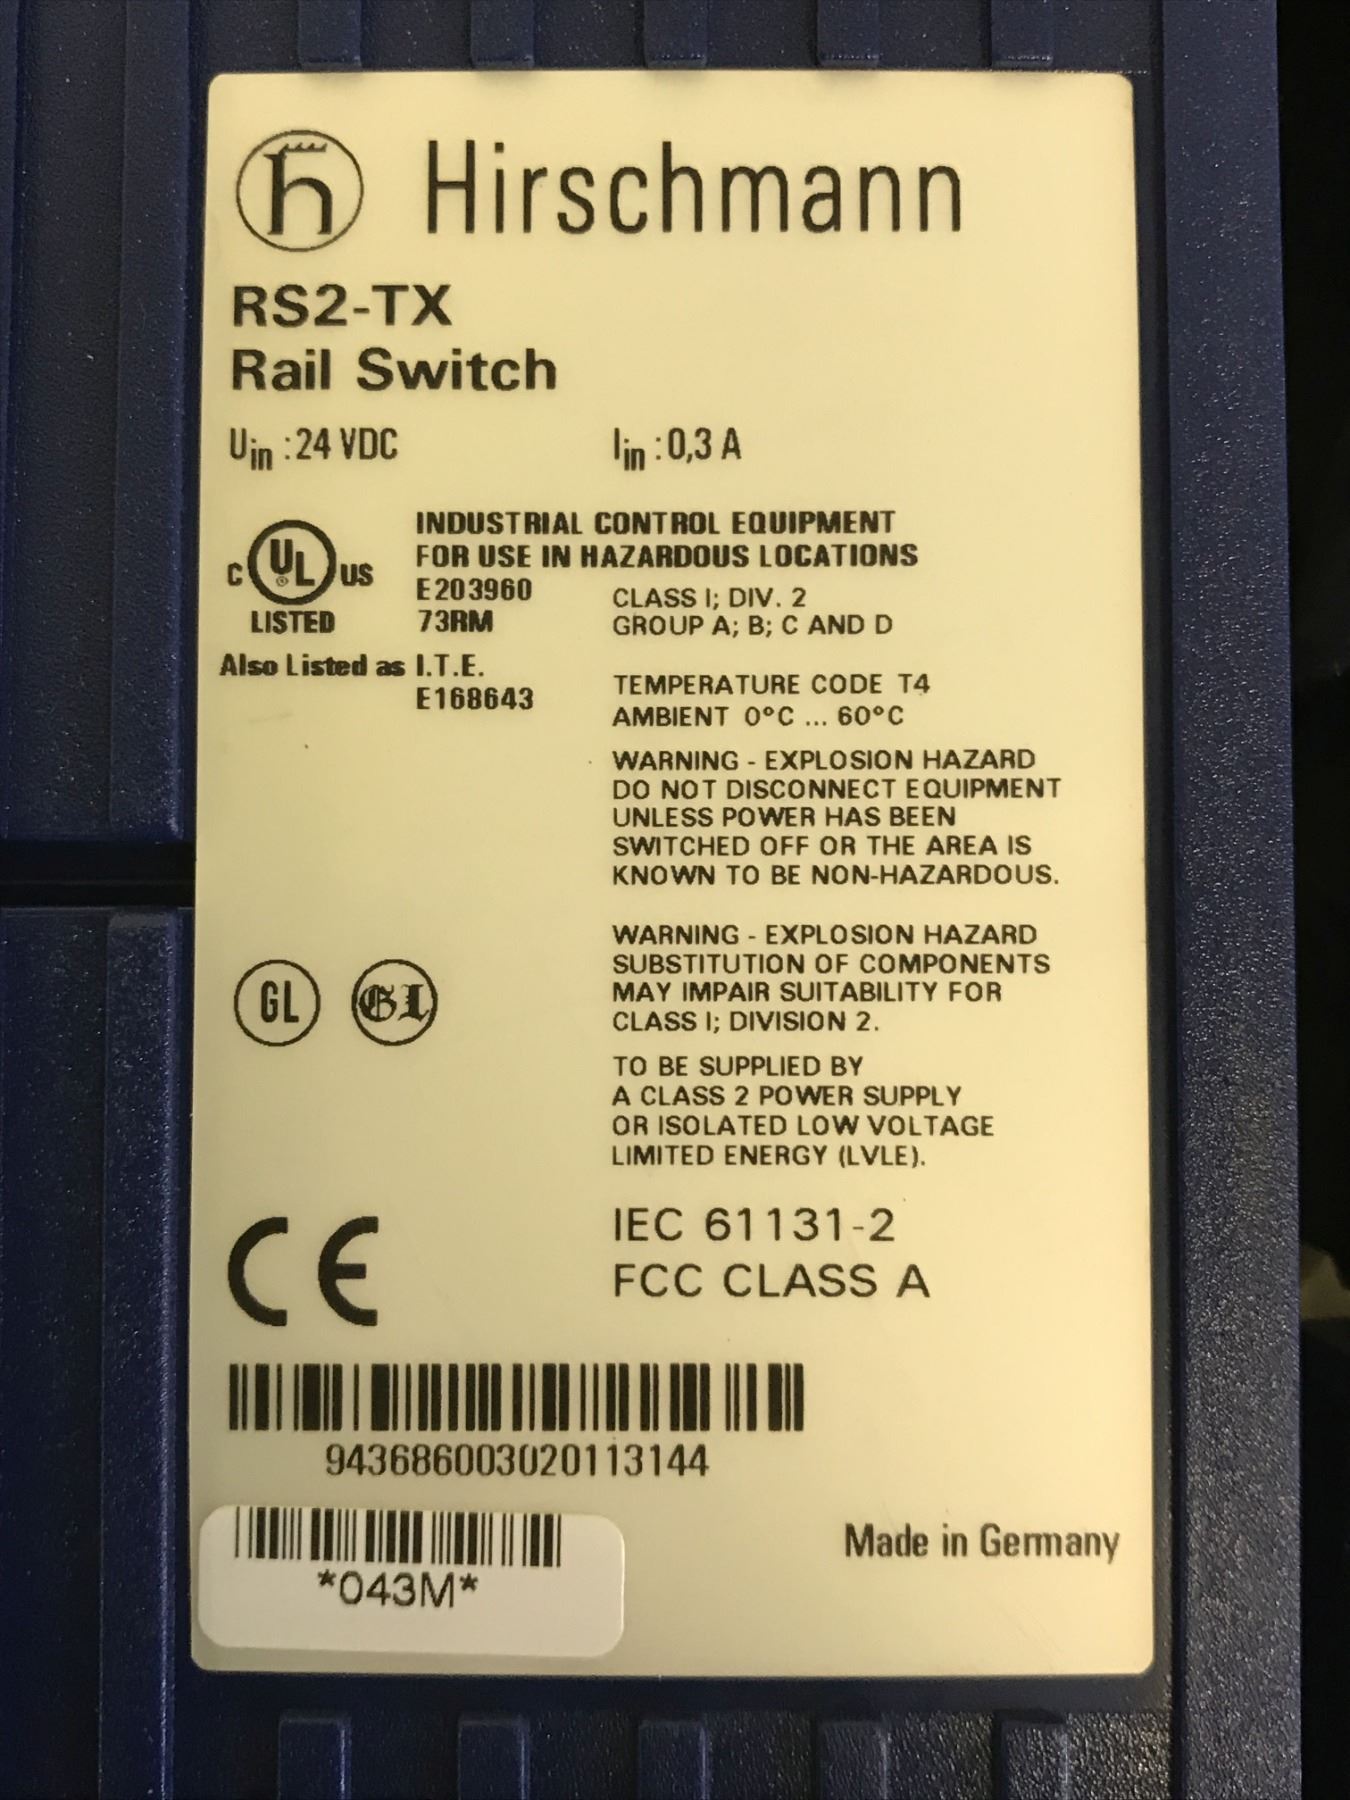 h Hirschmann
RS2-TX
Rail Switch
Uin : 24 VDC Iin : 0,3 A
INDUSTRIAL CONTROL EQUIPMENT
FOR USE IN HAZARDOUS LOCATIONS
C UL ® US
LISTED
E203960
73RM
CLASS I; DIV. 2
GROUP A; B; C AND D
Also Listed as I.T.E.
E168643
TEMPERATURE CODE T4
AMBIENT 0°C ... 60°C
WARNING - EXPLOSION HAZARD
DO NOT DISCONNECT EQUIPMENT
UNLESS POWER HAS BEEN
SWITCHED OFF OR THE AREA IS
KNOWN TO BE NON-HAZARDOUS.
WARNING - EXPLOSION HAZARD
SUBSTITUTION OF COMPONENTS
MAY IMPAIR SUITABILITY FOR
CLASS I; DIVISION 2.
GL GL
TO BE SUPPLIED BY
A CLASS 2 POWER SUPPLY
OR ISOLATED LOW VOLTAGE
LIMITED ENERGY (LVLE).
CE
IEC 61131-2
FCC CLASS A
943686003020113144
*043M*
Made in Germany